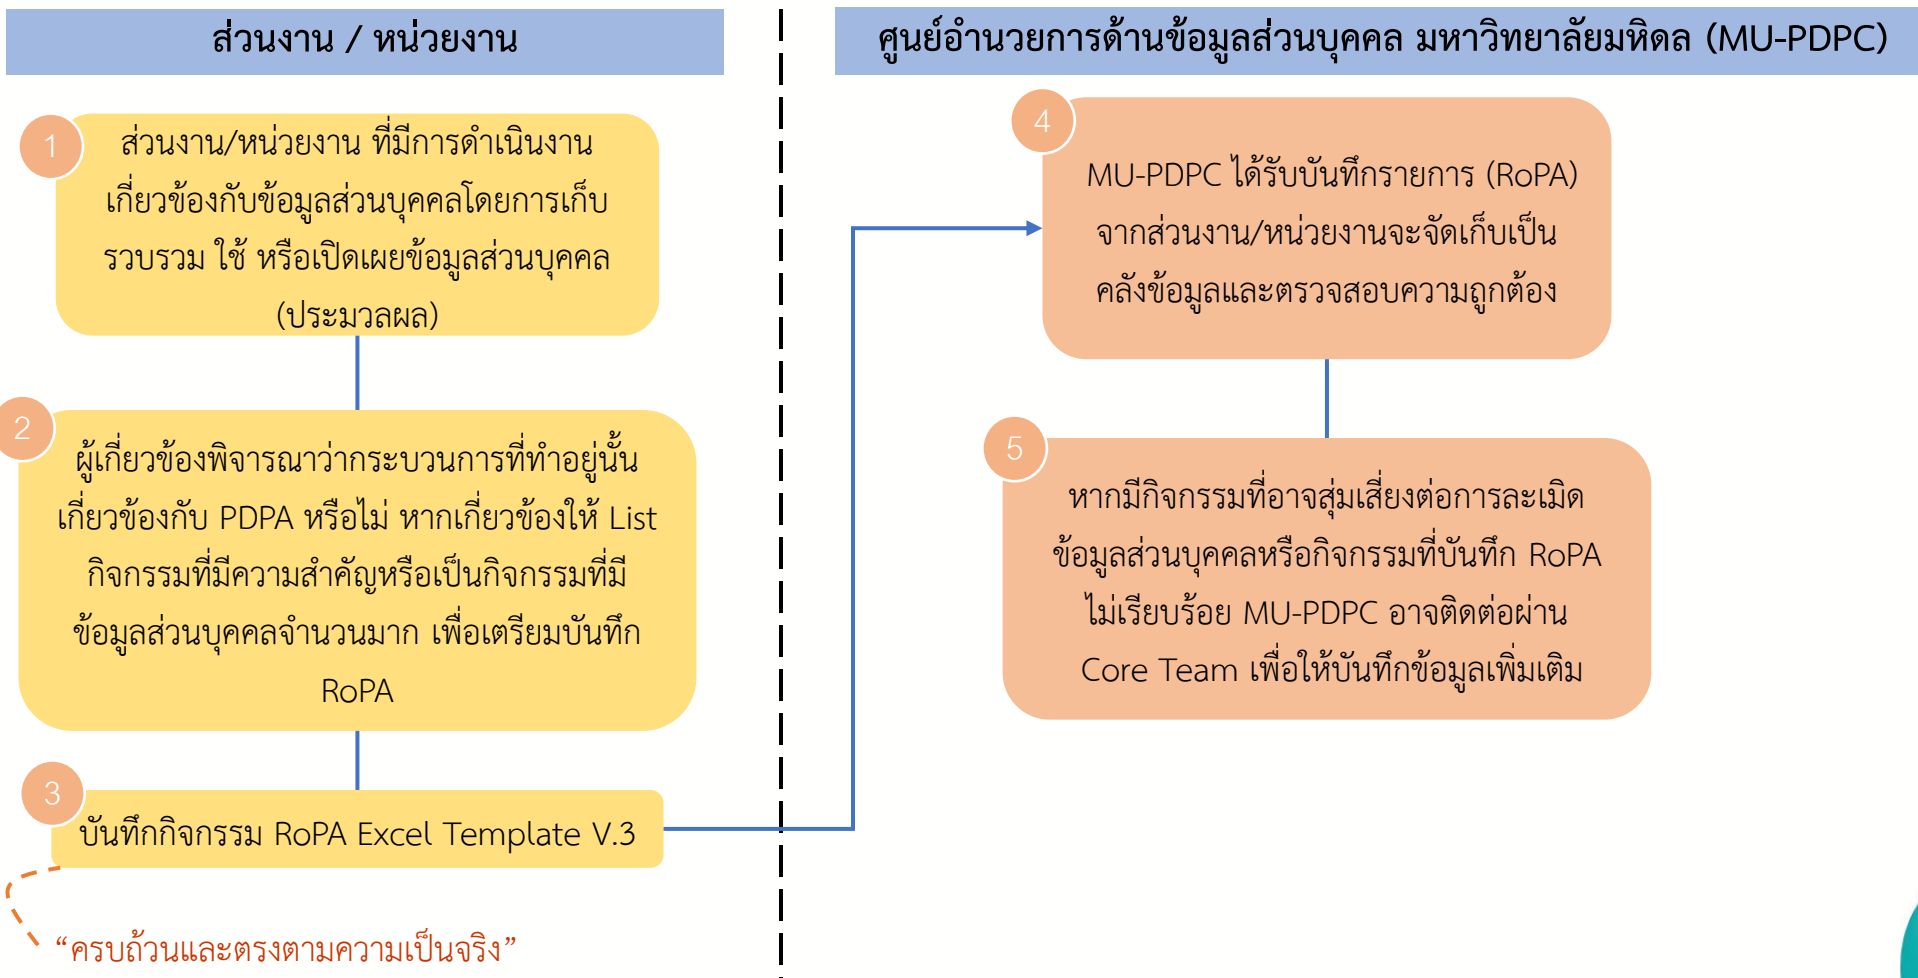 ส่วนงาน / หน่วยงาน
1
ส่วนงาน/หน่วยงาน ที่มีการดำเนินงาน
เกี่ยวข้องกับข้อมูลส่วนบุคคลโดยการเก็บ
รวบรวม ใช้ หรือเปิดเผยข้อมูลส่วนบุคคล
(ประมวลผล)
2
ผู้เกี่ยวข้องพิจารณาว่ากระบวนการที่ทำอยู่นั้น
เกี่ยวข้องกับ PDPA หรือไม่ หากเกี่ยวข้องให้ List
กิจกรรมที่มีความสำคัญหรือเป็นกิจกรรมที่มี
ข้อมูลส่วนบุคคลจำนวนมาก เพื่อเตรียมบันทึก
RoPA
3
บันทึกกิจกรรม RoPA Excel Template V.3
“ครบถ้วนและตรงตามความเป็นจริง”
ศูนย์อำนวยการด้านข้อมูลส่วนบุคคล มหาวิทยาลัยมหิดล (MU-PDPC)
4
MU-PDPC ได้รับบันทึกรายการ (RoPA)
จากส่วนงาน/หน่วยงานจะจัดเก็บเป็น
คลังข้อมูลและตรวจสอบความถูกต้อง
5
หากมีกิจกรรมที่อาจสุ่มเสี่ยงต่อการละเมิด
ข้อมูลส่วนบุคคลหรือกิจกรรมที่บันทึก RoPA
ไม่เรียบร้อย MU-PDPC อาจติดต่อผ่าน
Core Team เพื่อให้บันทึกข้อมูลเพิ่มเติม